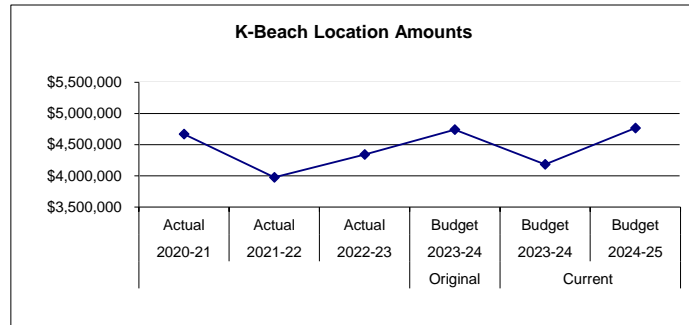 K-Beach Location Amounts
$5,500,000
$5,000,000
$4,500,000
$4,000,000
$3,500,000
Actual Actual Actual Budget Budget Budget
2020-21 2021-22 2022-23 2023-24 2023-24 2024-25
Original Current